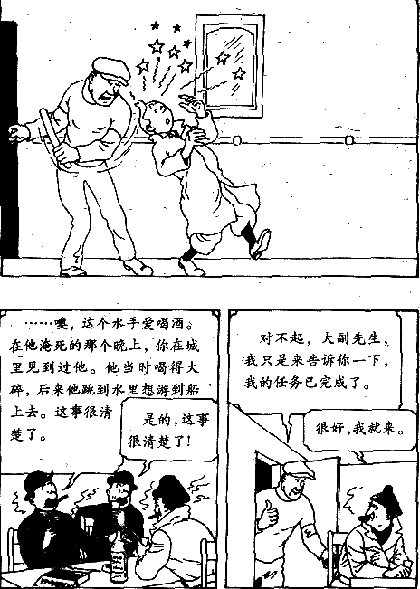 ……噢，这个水手爱喝酒。
在他淹死的那个晚上，你在城
里见到过他。他当时喝得大
碎，后来他跳到水里想游到船
上去。这事很清
楚了。
是的，这事
很清楚了！
对不起，大副先生，
我只是来告诉你一下，
我的任务已完成了。
很好，我就来。